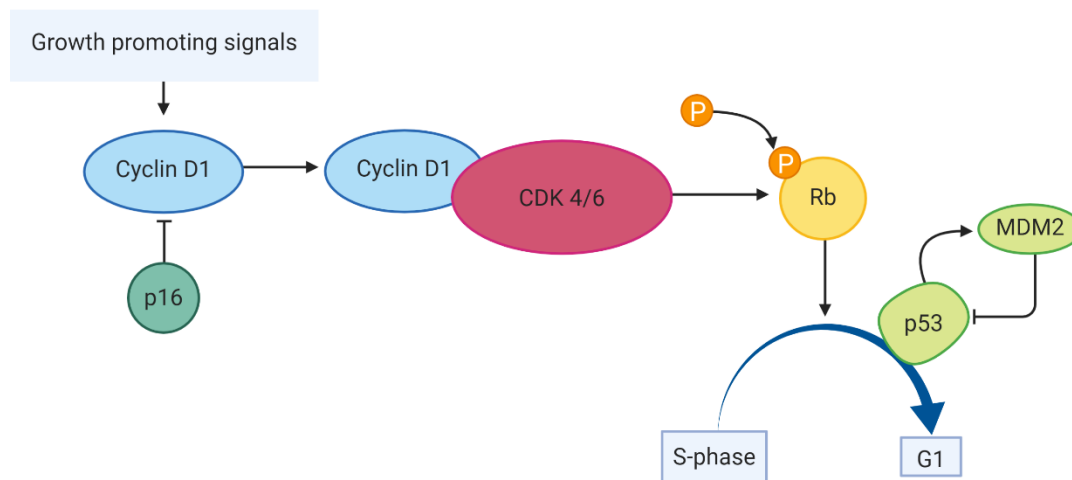 Growth promoting signals
Cyclin D1
Cyclin D1
CDK 4/6
P
P
Rb
MDM2
p16
p53
S-phase
G1